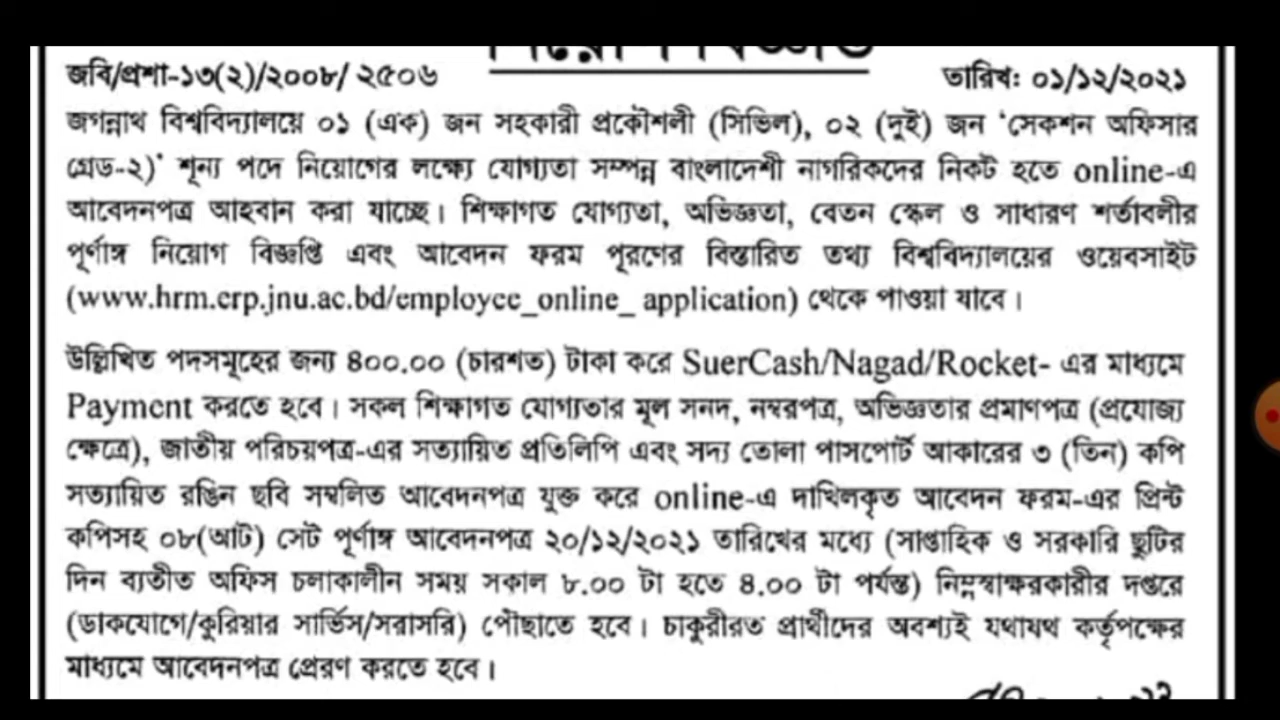 নিয়োগ বিজ্ঞপ্তি
জবি/প্রশা-১৩(২)/২০০৮/ ২৫০৬ তারিখ: ০১/১২/২০২১
জগন্নাথ বিশ্ববিদ্যালয়ে ০১ (এক) জন সহকারী প্রকৌশলী (সিভিল), ০২ (দুই) জন 'সেকশন অফিসার
গ্রেড-২)' শূন্য পদে নিয়োগের লক্ষ্যে যোগ্যতা সম্পন্ন বাংলাদেশী নাগরিকদের নিকট হতে online-এ
আবেদনপত্র আহবান করা যাচ্ছে। শিক্ষাগত যোগ্যতা, অভিজ্ঞতা, বেতন স্কেল ও সাধারণ শর্তাবলীর
পূর্ণাঙ্গ নিয়োগ বিজ্ঞপ্তি এবং আবেদন ফরম পূরণের বিস্তারিত তথ্য বিশ্ববিদ্যালয়ের ওয়েবসাইট
(www.hrm.erp.jnu.ac.bd/employee_online_ application) থেকে পাওয়া যাবে।
উল্লিখিত পদসমূহের জন্য ৪০০.০০ (চারশত) টাকা করে SuerCash/Nagad/Rocket- এর মাধ্যমে
Payment করতে হবে। সকল শিক্ষাগত যোগ্যতার মূল সনদ, নম্বরপত্র, অভিজ্ঞতার প্রমাণপত্র (প্রযোজ্য
ক্ষেত্রে), জাতীয় পরিচয়পত্র-এর সত্যায়িত প্রতিলিপি এবং সদ্য তোলা পাসপোর্ট আকারের ৩ (তিন) কপি
সত্যায়িত রঙিন ছবি সম্বলিত আবেদনপত্র যুক্ত করে online-এ দাখিলকৃত আবেদন ফরম-এর প্রিন্ট
কপিসহ ০৮(আট) সেট পূর্ণাঙ্গ আবেদনপত্র ২০/১২/২০২১ তারিখের মধ্যে (সাপ্তাহিক ও সরকারি ছুটির
দিন ব্যতীত অফিস চলাকালীন সময় সকাল ৮.০০ টা হতে ৪.০০ টা পর্যন্ত) নিম্নস্বাক্ষরকারীর দপ্তরে
(ডাকযোগে/কুরিয়ার সার্ভিস/সরাসরি) পৌঁছাতে হবে। চাকুরীরত প্রার্থীদের অবশ্যই যথাযথ কর্তৃপক্ষের
মাধ্যমে আবেদনপত্র প্রেরণ করতে হবে।